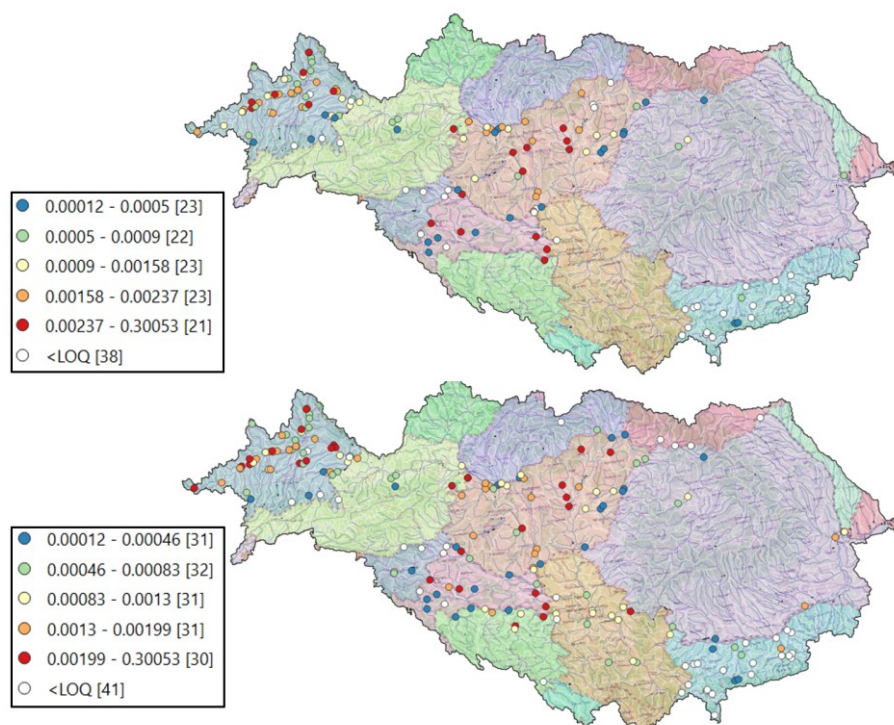 0.00012 - 0.0005 [23]
0.0005 - 0.0009 [22]
0.0009 - 0.00158 [23]
0.00158 - 0.00237 [23]
0.00237 - 0.30053 [21]
<LOQ [38]
0.00012 - 0.00046 [31]
0.00046 - 0.00083 [32]
0.00083 - 0.0013 [31]
0.0013 - 0.00199 [31]
0.00199 - 0.30053 [30]
<LOQ [41]